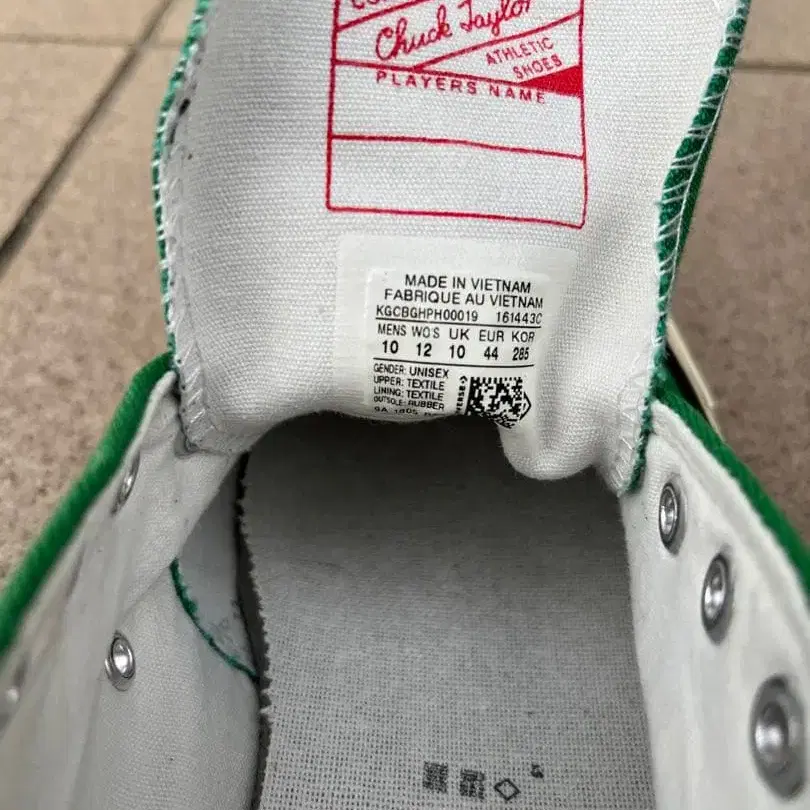 Chuck Taylor
ATHLETIC
SHOES
PLAYERS NAME
MADE IN VIETNAM
FABRIQUE AU VIETNAM
KGCBGHPH00019 161443C
MENS WO'S UK EUR KOR
10 12 10 44 285
GENDER: UNISEX
UPPER: TEXTILE
LINING: TEXTILE
OUTSOLE: RUBBER